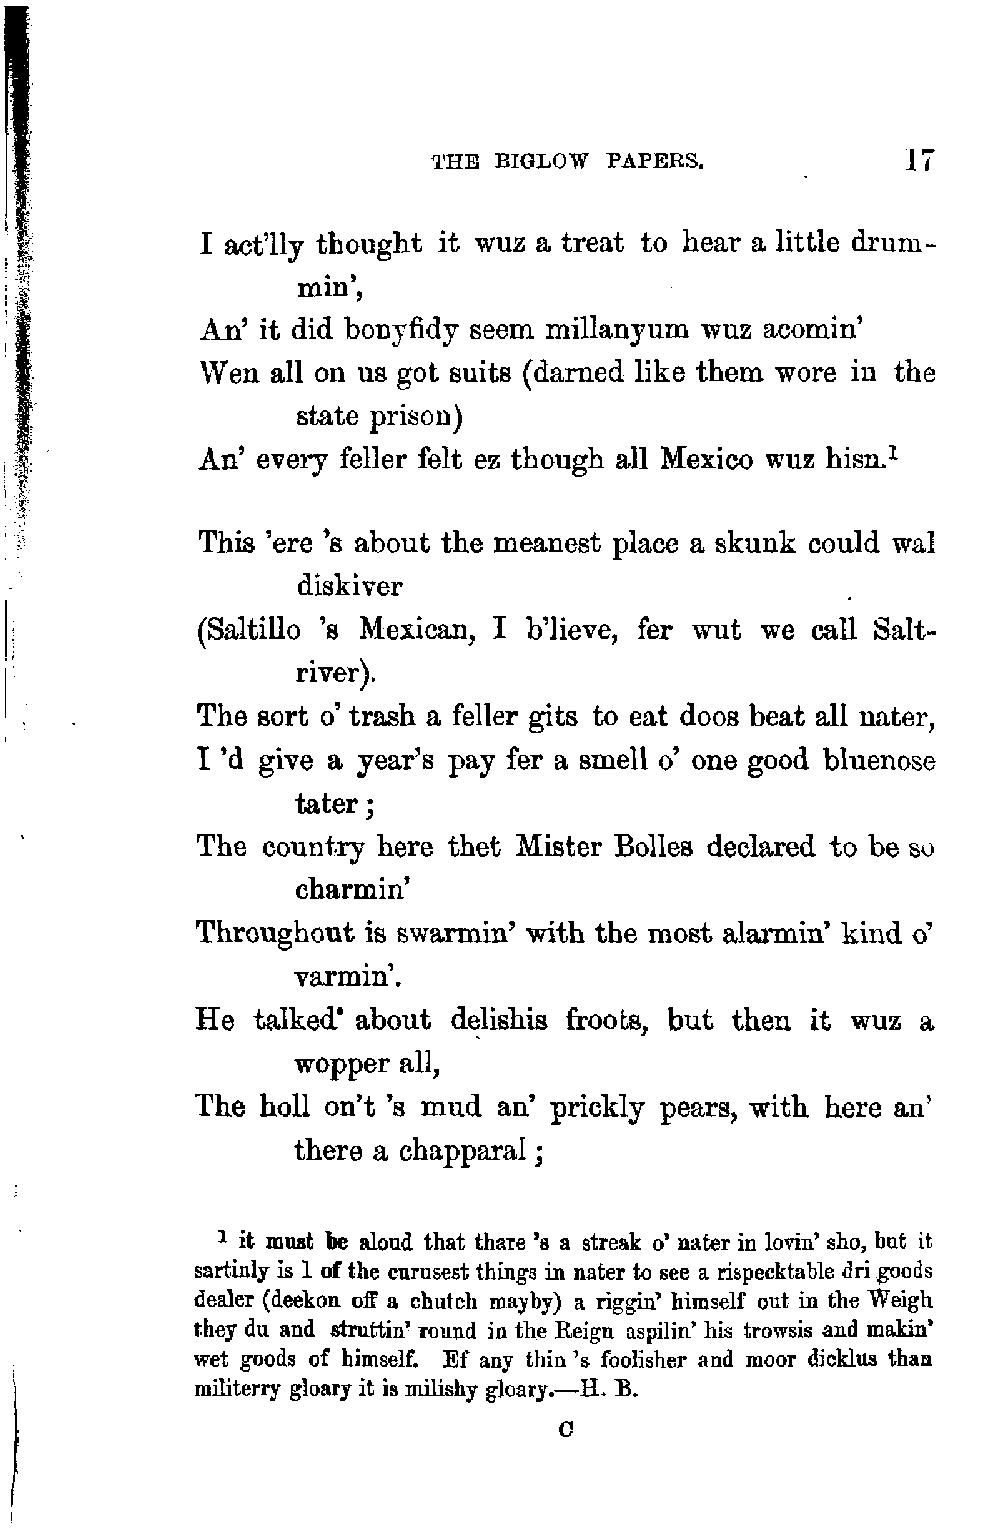 THE BIGLOW PAPERS. 17
I act'lly thought it wuz a treat to hear a little drum-
min',
An' it did bonyfidy seem millanyum wuz acomin'
Wen all on us got suits (darned like them wore in the
state prison)
An' every feller felt ez though all Mexico wuz hisn.¹
This 'ere 's about the meanest place a skunk could wal
diskiver
(Saltillo 's Mexican, I b'lieve, fer wut we call Salt-
river).
The sort o' trash a feller gits to eat doos beat all nater,
I 'd give a year's pay fer a smell o' one good bluenose
tater ;
The country here thet Mister Bolles declared to be so
charmin'
Throughout is swarmin' with the most alarmin' kind o'
varmin'.
He talked' about delishis froots, but then it wuz a
wopper all,
The holl on't 's mud an' prickly pears, with here an'
there a chapparal ;
¹ it must be aloud that thare 's a streak o' nater in lovin' sho, but it
sartinly is 1 of the curusest things in nater to see a rispecktable dri goods
dealer (deekon off a chutch mayby) a riggin' himself out in the Weigh
they du and struttin' round in the Reign aspilin' his trowsis and makin'
wet goods of himself. Ef any thin 's foolisher and moor dicklus than
militerry gloary it is milishy gloary.—H. B.
C